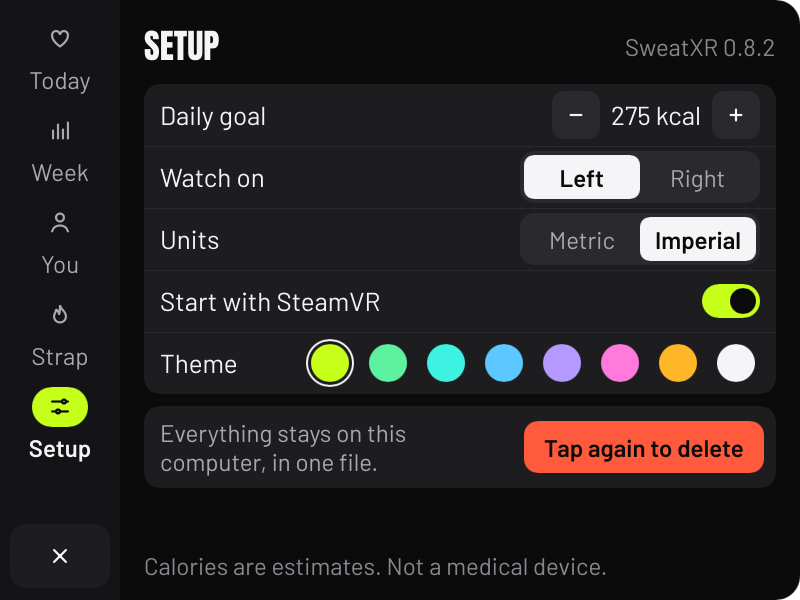 Today
Week
You
Strap
Setup
SETUP
SweatXR 0.8.2
Daily goal
− 275 kcal +
Watch on
Left Right
Units
Metric Imperial
Start with SteamVR
Theme
Everything stays on this
computer, in one file.
Tap again to delete
Calories are estimates. Not a medical device.